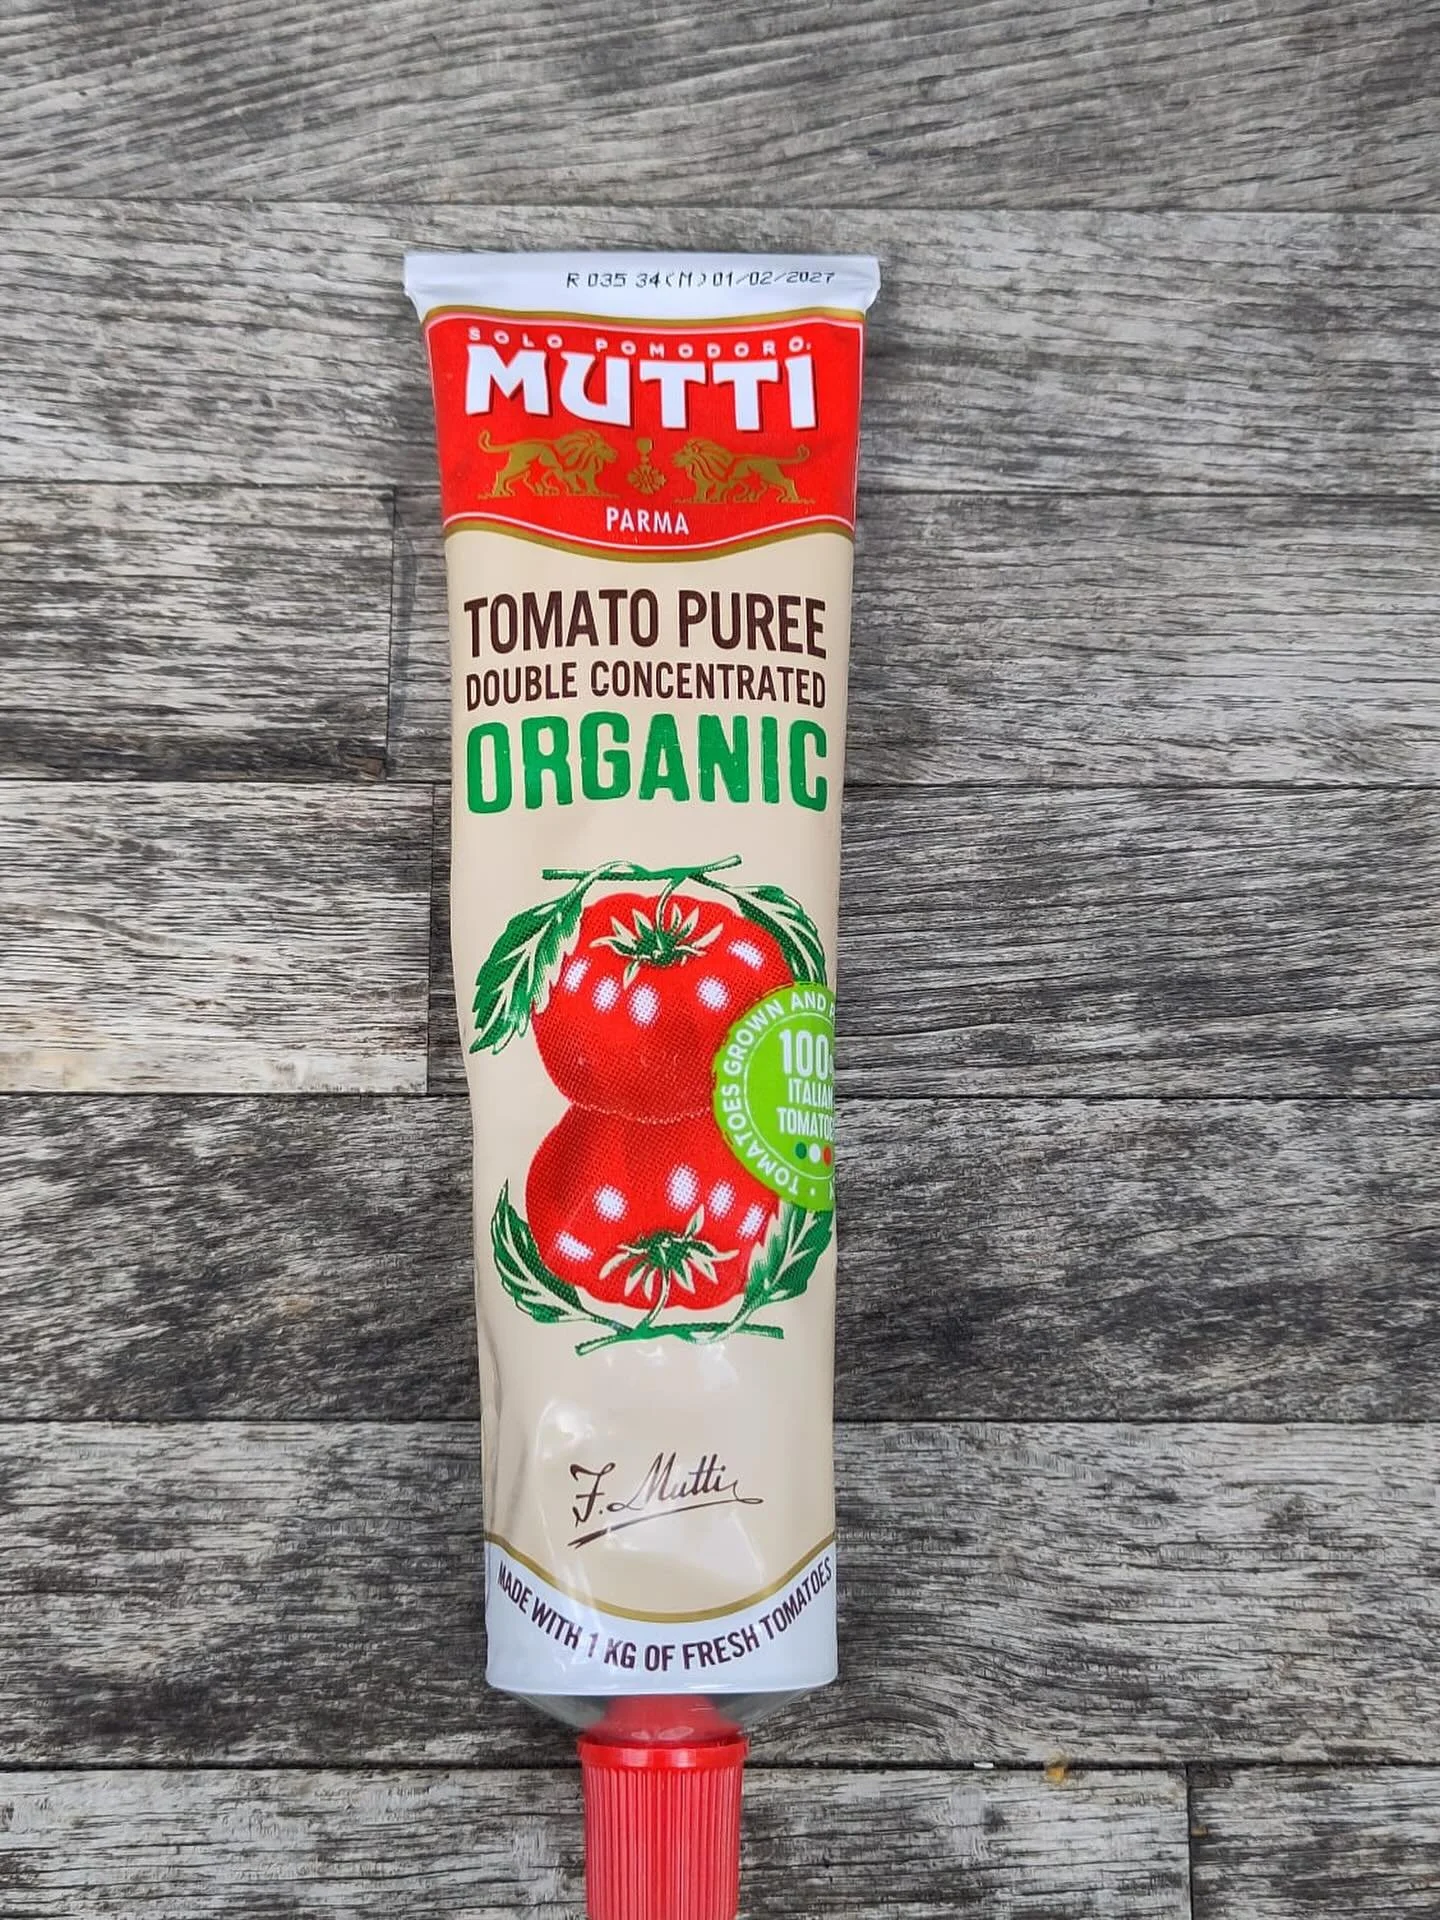 R 035 34(M) 01/02/2027
SOLO POMODORO.
MUTTI
PARMA
TOMATO PUREE
DOUBLE CONCENTRATED
ORGANIC
TOMATOES GROWN AND
100%
ITALIAN
TOMATOES
F. Mutti
MADE WITH 1 KG OF FRESH TOMATOES